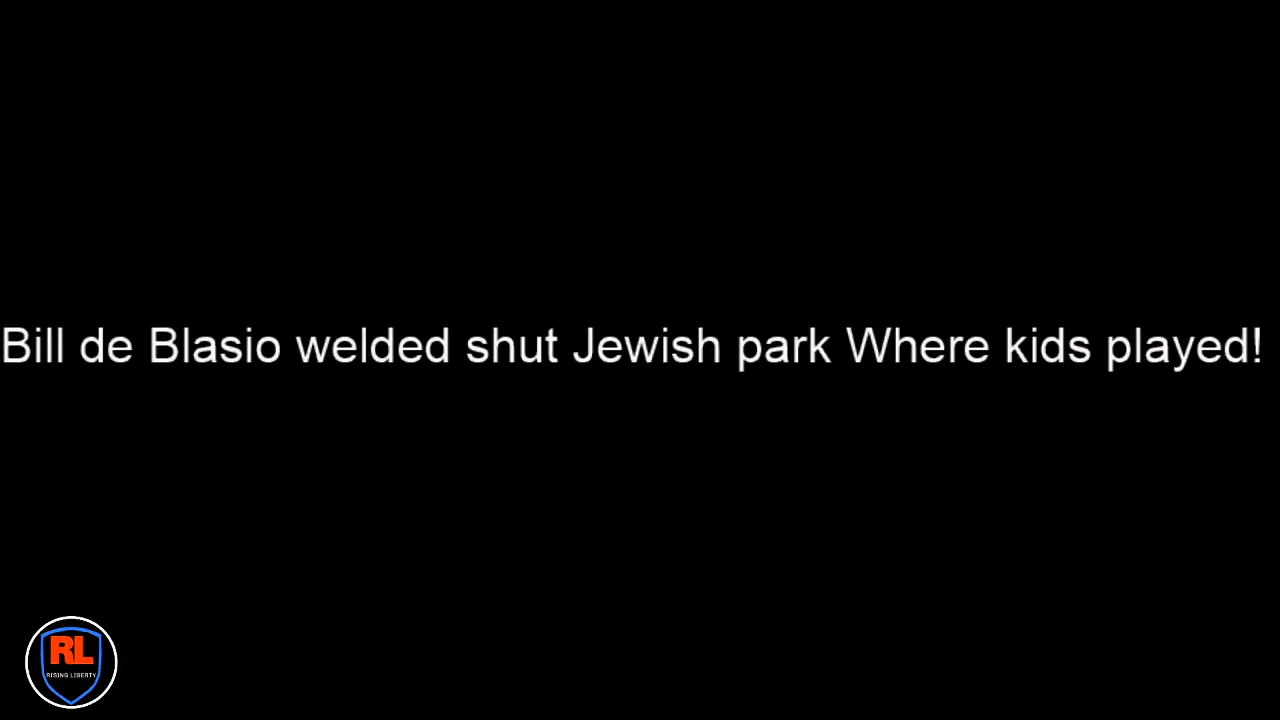 Bill de Blasio welded shut Jewish park Where kids played!
RL
RISING LIBERTY